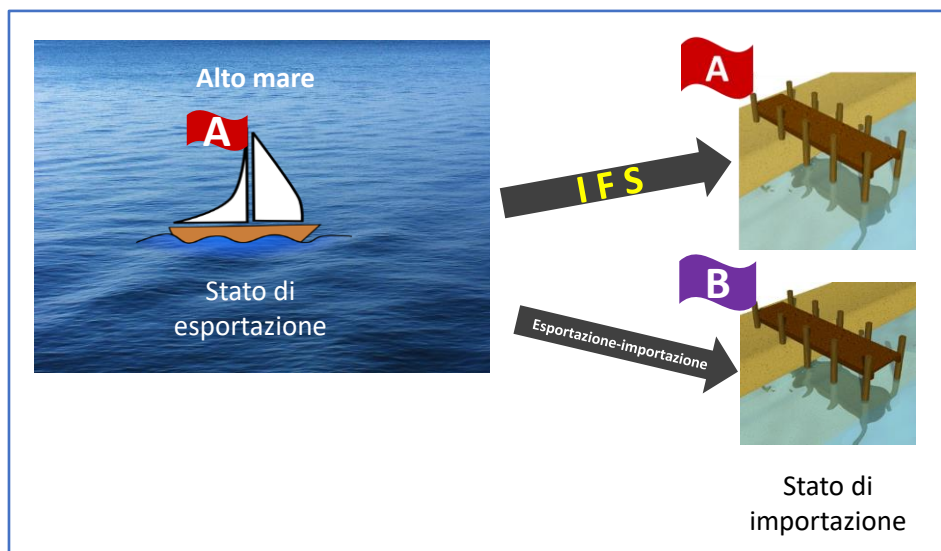 Alto mare
A
Stato di
esportazione
I F S
A
Esportazione-importazione
B
Stato di
importazione